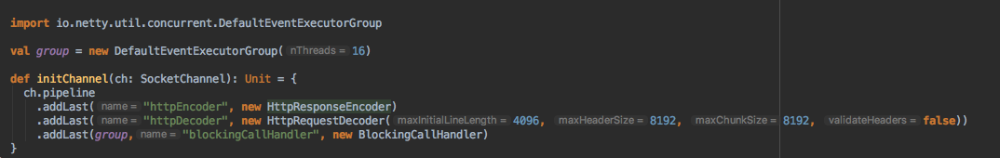 import io.netty.util.concurrent.DefaultEventExecutorGroup
val group = new DefaultEventExecutorGroup( nThreads = 16)
def initChannel(ch: SocketChannel): Unit = {
ch.pipeline
.addLast( name = "httpEncoder", new HttpResponseEncoder)
.addLast( name = "httpDecoder", new HttpRequestDecoder( maxInitialLineLength = 4096, maxHeaderSize = 8192, maxChunkSize = 8192, validateHeaders = false))
.addLast(group, name = "blockingCallHandler", new BlockingCallHandler)
}